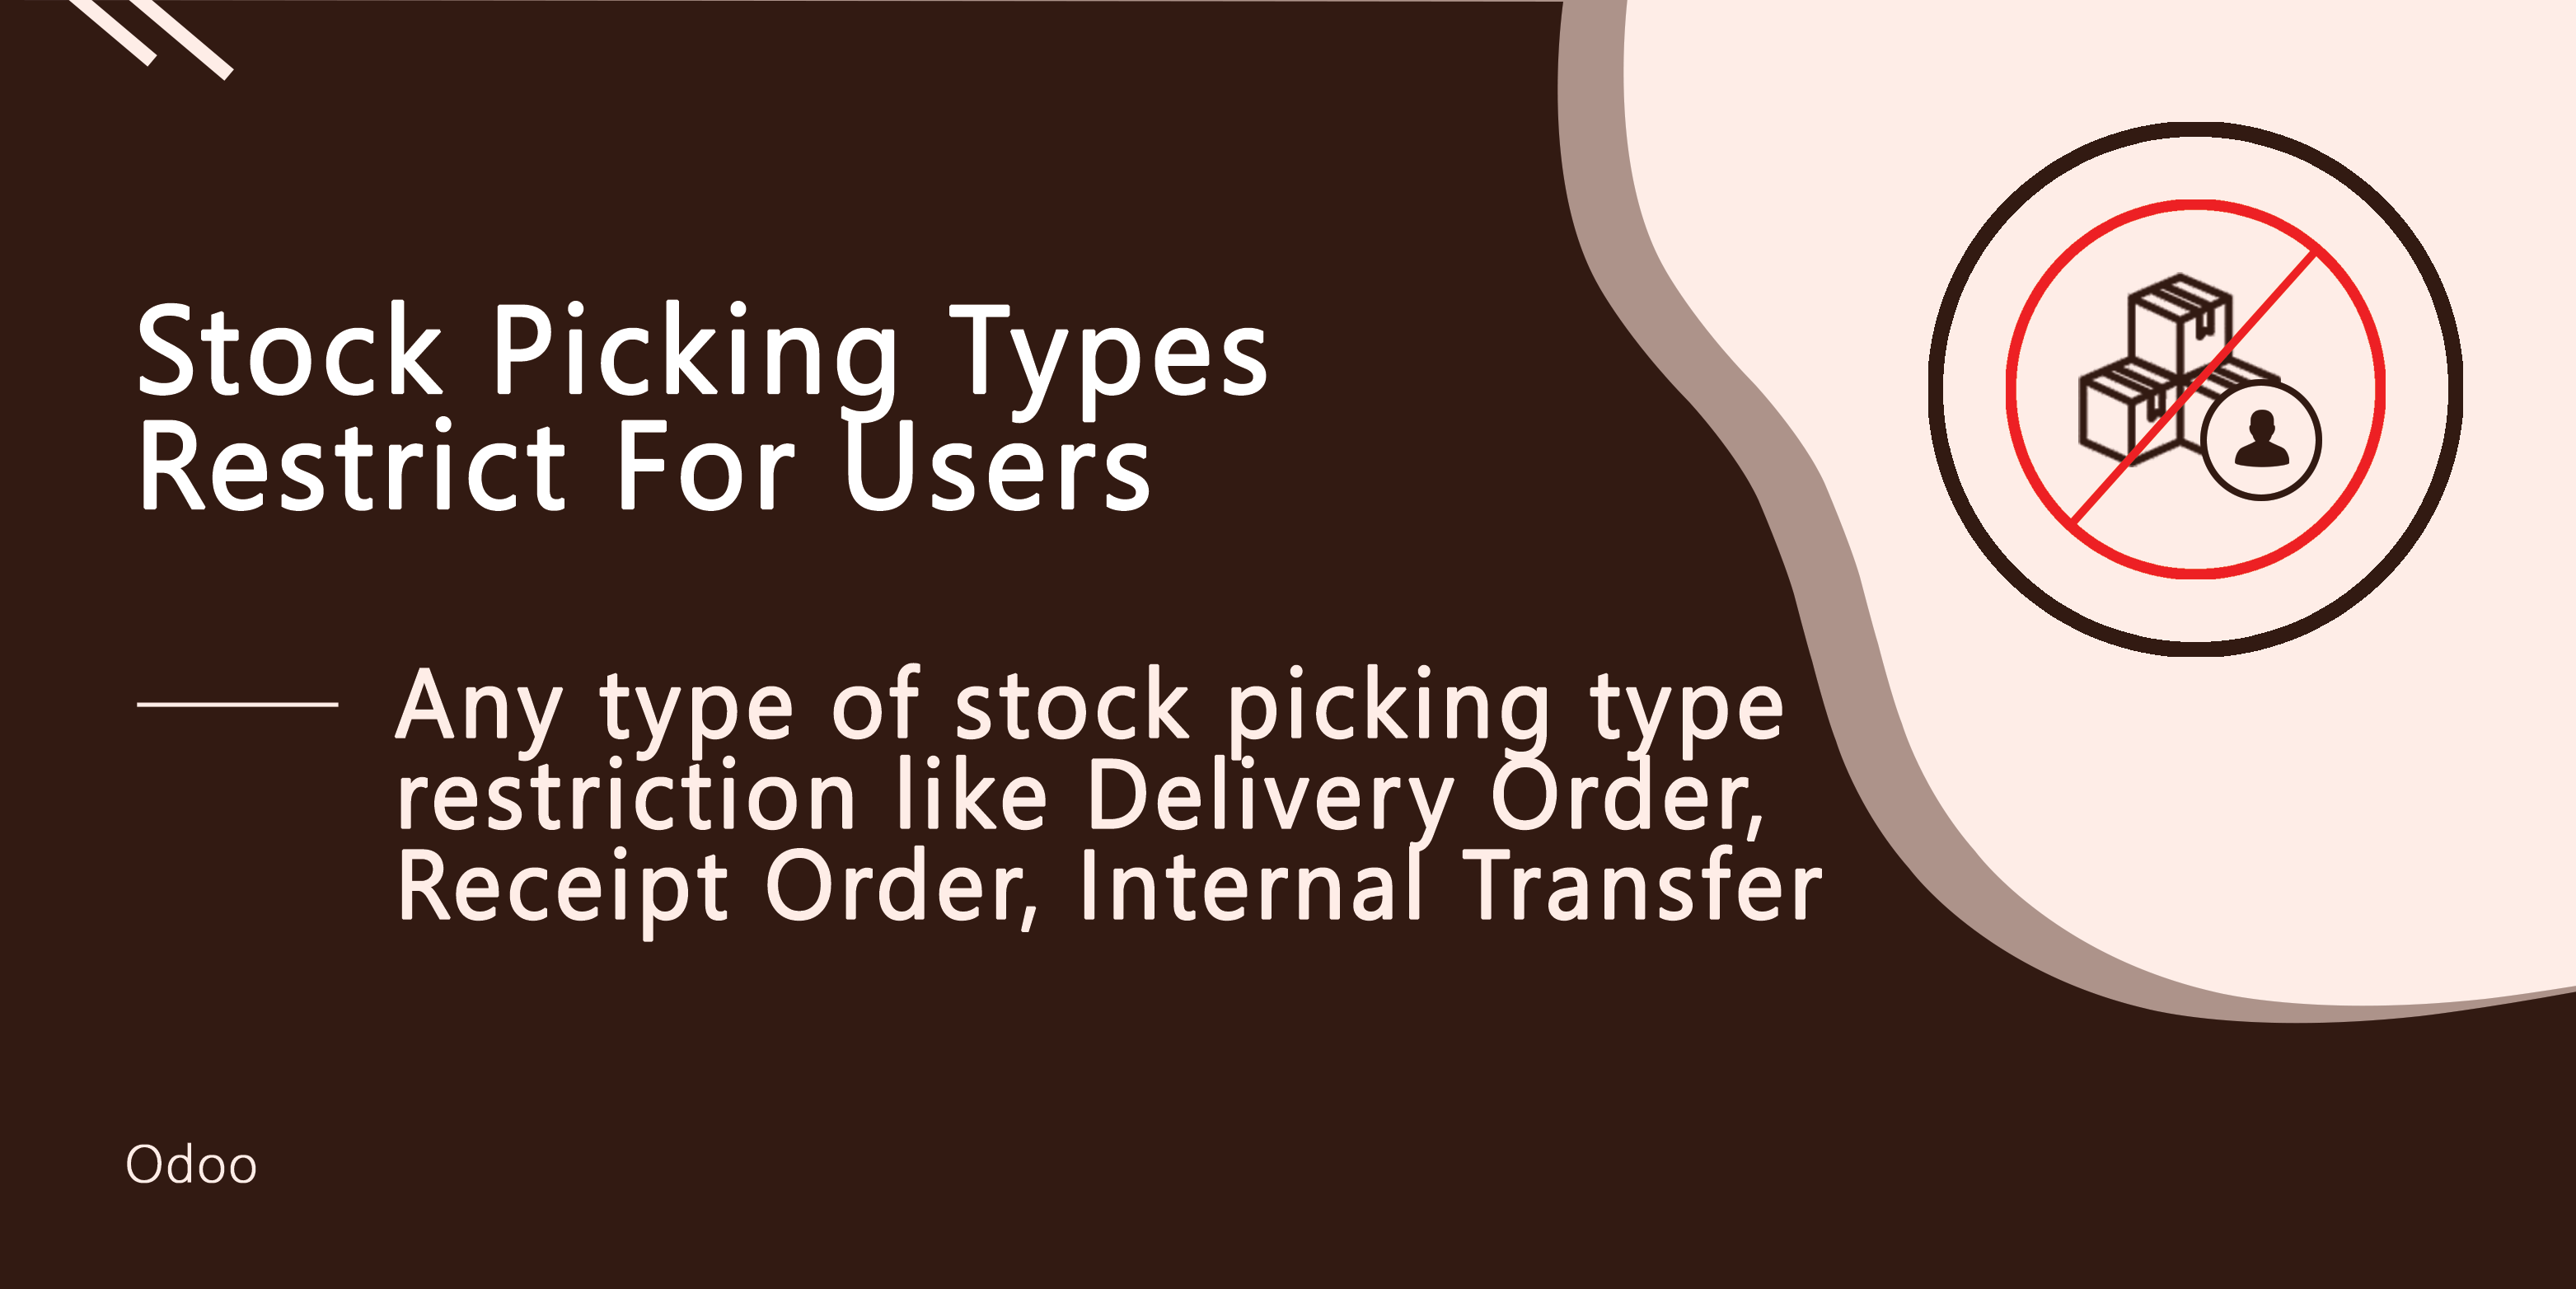 Stock Picking Types
Restrict For Users
Any type of stock picking type
restriction like Delivery Order,
Receipt Order, Internal Transfer
Odoo